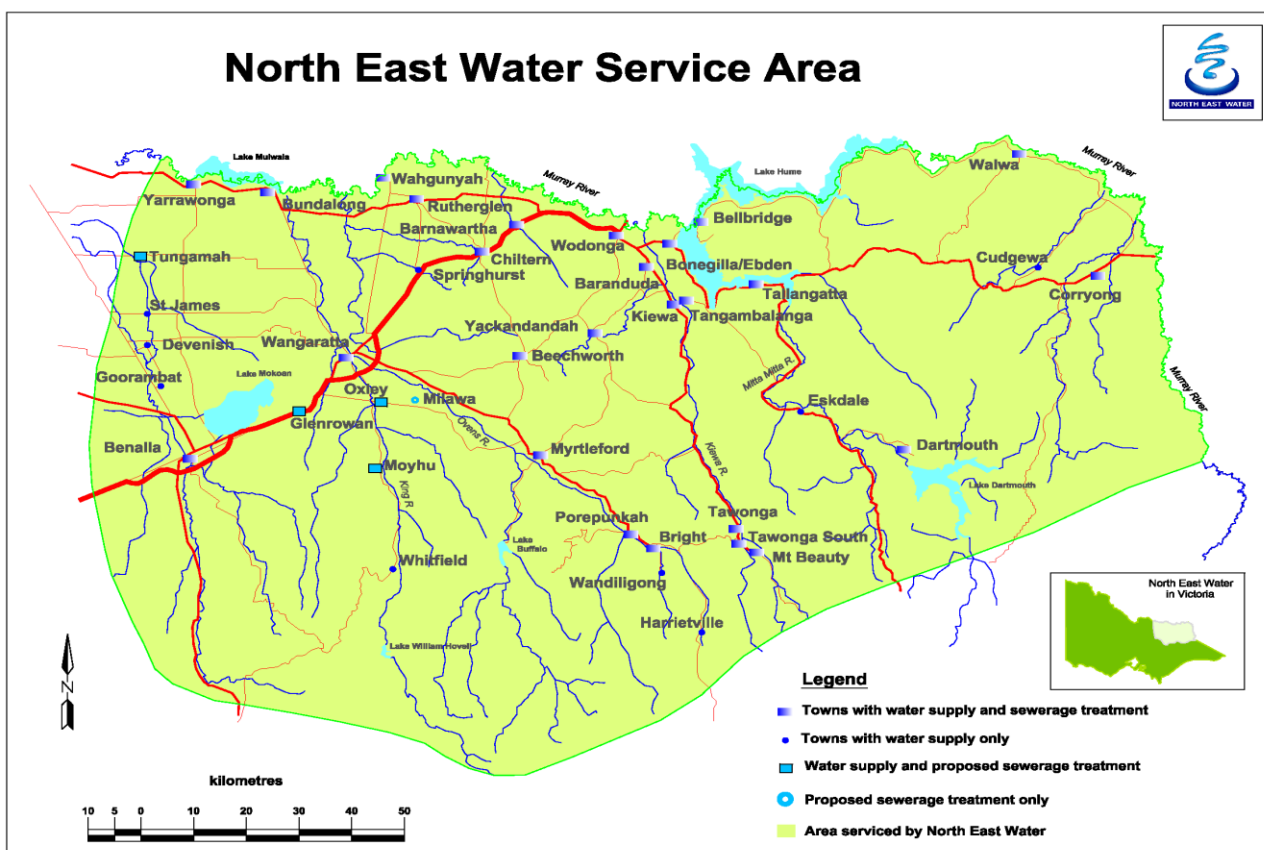 North East Water Service Area
NORTH EAST WATER
Lake Mulwala
Murray River
Lake Hume
Walwa
Murray River
Wahgunyah
Yarrawonga
Bundalong
Rutherglen
Barnawartha
Bellbridge
Wodonga
Tungamah
Chiltern
Springhurst
Bonegilla/Ebden
Cudgewa
Baranduda
Tallangatta
Corryong
St James
Yackandandah
Kiewa
Tangambalanga
Devenish
Wangaratta
Beechworth
Mitta Mitta R.
Goorambat
Lake Mokoan
Oxley
Milawa
Murray River
Glenrowan
Ovens R.
Eskdale
Benalla
Myrtleford
Kiewa R.
Dartmouth
Moyhu
King R.
Lake Dartmouth
Porepunkah
Tawonga
Lake
Buffalo
Bright
Tawonga South
Mt Beauty
Whitfield
Wandiligong
Harrietville
Lake William Hovell
North East Water
in Victoria
N
Legend
Towns with water supply and sewerage treatment
Towns with water supply only
Water supply and proposed sewerage treatment
Proposed sewerage treatment only
Area serviced by North East Water
kilometres
10 5 0 10 20 30 40 50